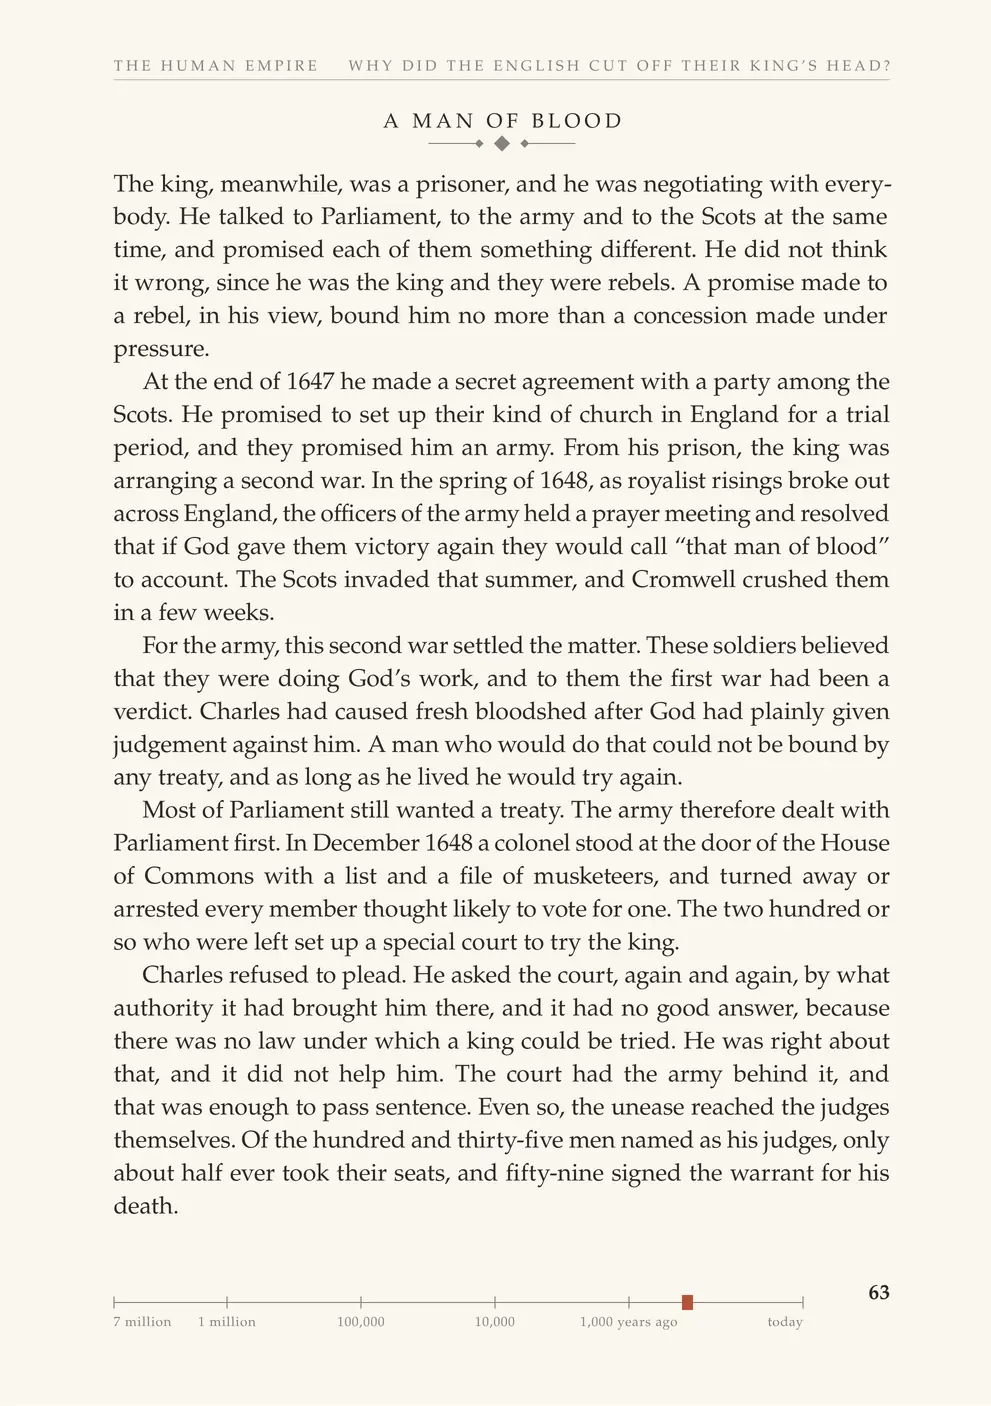 THE HUMAN EMPIRE WHY DID THE ENGLISH CUT OFF THEIR KING’S HEAD?
A MAN OF BLOOD
The king, meanwhile, was a prisoner, and he was negotiating with every-
body. He talked to Parliament, to the army and to the Scots at the same
time, and promised each of them something different. He did not think
it wrong, since he was the king and they were rebels. A promise made to
a rebel, in his view, bound him no more than a concession made under
pressure.
At the end of 1647 he made a secret agreement with a party among the
Scots. He promised to set up their kind of church in England for a trial
period, and they promised him an army. From his prison, the king was
arranging a second war. In the spring of 1648, as royalist risings broke out
across England, the officers of the army held a prayer meeting and resolved
that if God gave them victory again they would call “that man of blood”
to account. The Scots invaded that summer, and Cromwell crushed them
in a few weeks.
For the army, this second war settled the matter. These soldiers believed
that they were doing God’s work, and to them the first war had been a
verdict. Charles had caused fresh bloodshed after God had plainly given
judgement against him. A man who would do that could not be bound by
any treaty, and as long as he lived he would try again.
Most of Parliament still wanted a treaty. The army therefore dealt with
Parliament first. In December 1648 a colonel stood at the door of the House
of Commons with a list and a file of musketeers, and turned away or
arrested every member thought likely to vote for one. The two hundred or
so who were left set up a special court to try the king.
Charles refused to plead. He asked the court, again and again, by what
authority it had brought him there, and it had no good answer, because
there was no law under which a king could be tried. He was right about
that, and it did not help him. The court had the army behind it, and
that was enough to pass sentence. Even so, the unease reached the judges
themselves. Of the hundred and thirty-five men named as his judges, only
about half ever took their seats, and fifty-nine signed the warrant for his
death.
63
7 million 1 million 100,000 10,000 1,000 years ago today